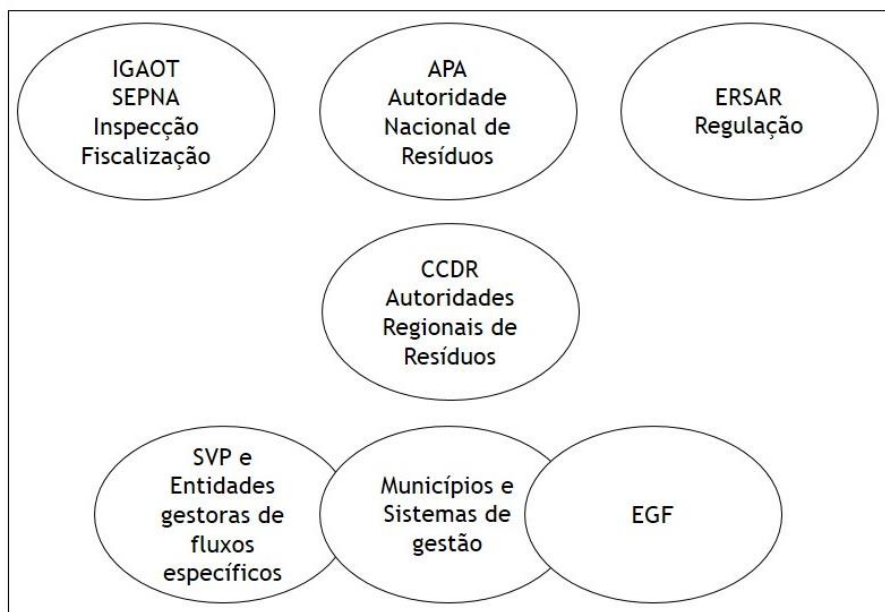 IGAOT
SEPNA
Inspecção
Fiscalização
APA
Autoridade
Nacional de
Resíduos
ERSAR
Regulação
CCDR
Autoridades
Regionais de
Resíduos
SVP e
Entidades
gestoras de
fluxos
específicos
Municípios e
Sistemas de
gestão
EGF